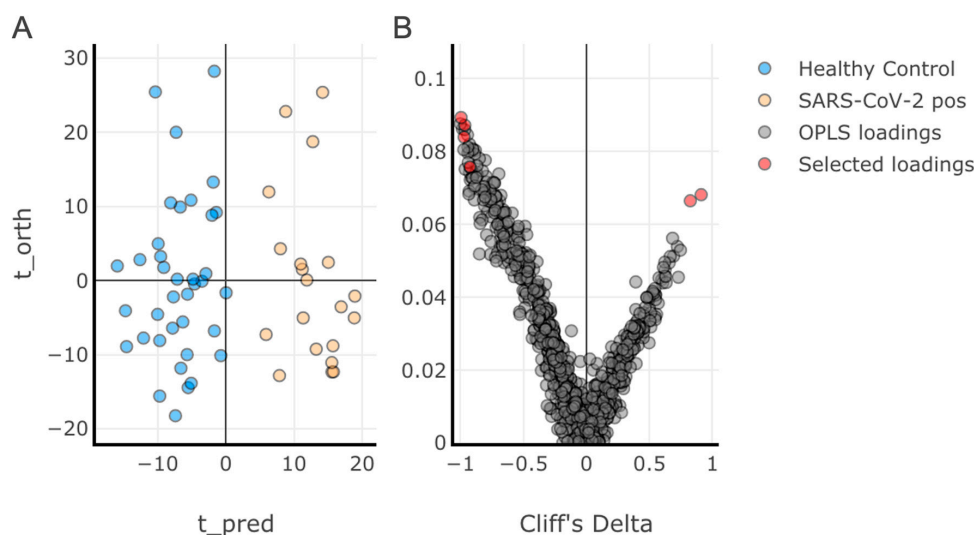 A
B
30
20
10
0
−10
−20
t_orth
−10
0
10
20
t_pred
0.1
0.08
0.06
0.04
0.02
0
−1
−0.5
0
0.5
1
Cliff's Delta
Healthy Control
SARS-CoV-2 pos
OPLS loadings
Selected loadings